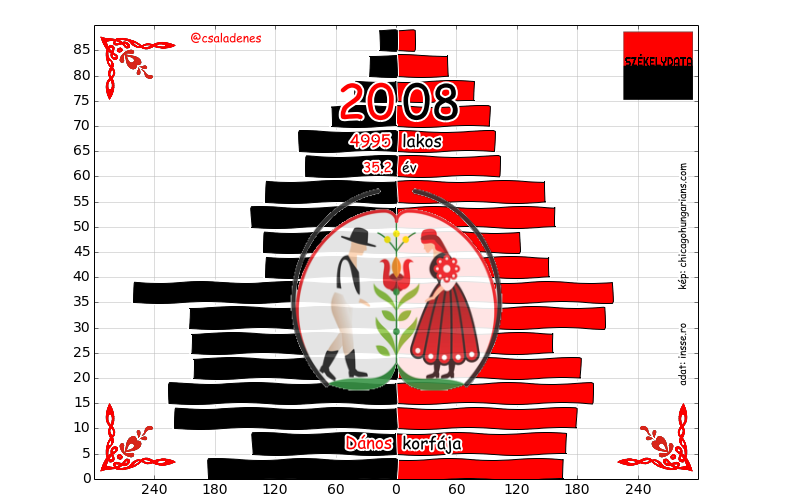 @csaladenes
SZÉKELYDATA
2008
4995 lakos
35.2 év
kép: chicagohungarians.com
adat: insse.ro
Dános korfája
85
80
75
70
65
60
55
50
45
40
35
30
25
20
15
10
5
0
240 180 120 60 0 60 120 180 240